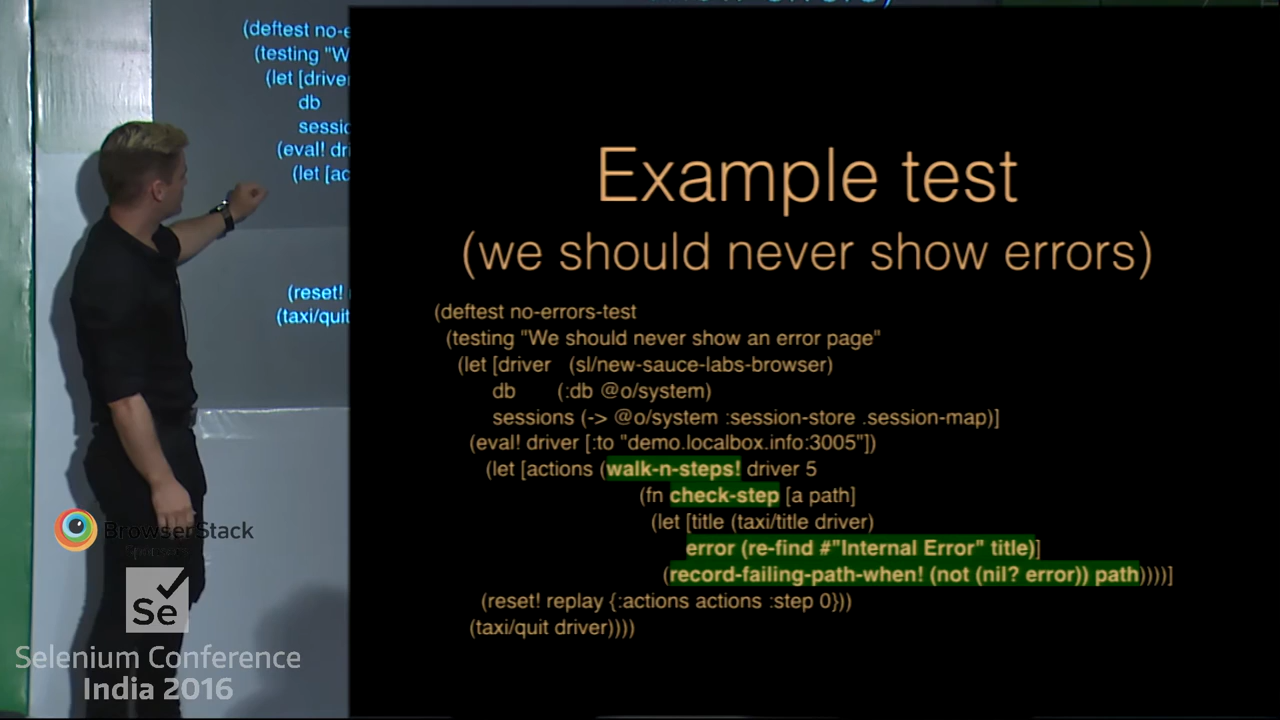 (deftest no-e
(testing "W
(let [driver
db
sessio
(eval! dri
(let [ac
(reset!
(taxi/quit
Example test
(we should never show errors)
(deftest no-errors-test
(testing "We should never show an error page"
(let [driver (sl/new-sauce-labs-browser)
db (:db @o/system)
sessions (-> @o/system :session-store .session-map)]
(eval! driver [:to "demo.localbox.info:3005"])
(let [actions (walk-n-steps! driver 5
(fn check-step [a path]
(let [title (taxi/title driver)
error (re-find #"Internal Error" title)]
(record-failing-path-when! (not (nil? error)) path))))]
(reset! replay {:actions actions :step 0}))
(taxi/quit driver))))
BrowserStack
Se
Selenium Conference
India 2016